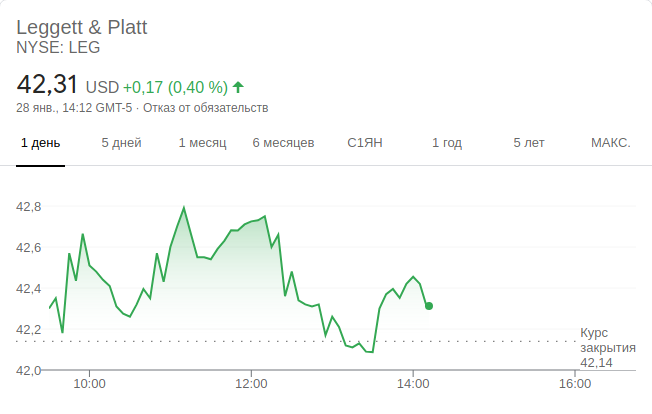 Leggett & Platt
NYSE: LEG
42,31 USD +0,17 (0,40 %)
28 янв., 14:12 GMT-5 · Отказ от обязательств
1 день 5 дней 1 месяц 6 месяцев С1ЯН 1 год 5 лет МАКС.
42,8
42,6
42,4
42,2
42,0
Курс
закрытия
42,14
10:00 12:00 14:00 16:00